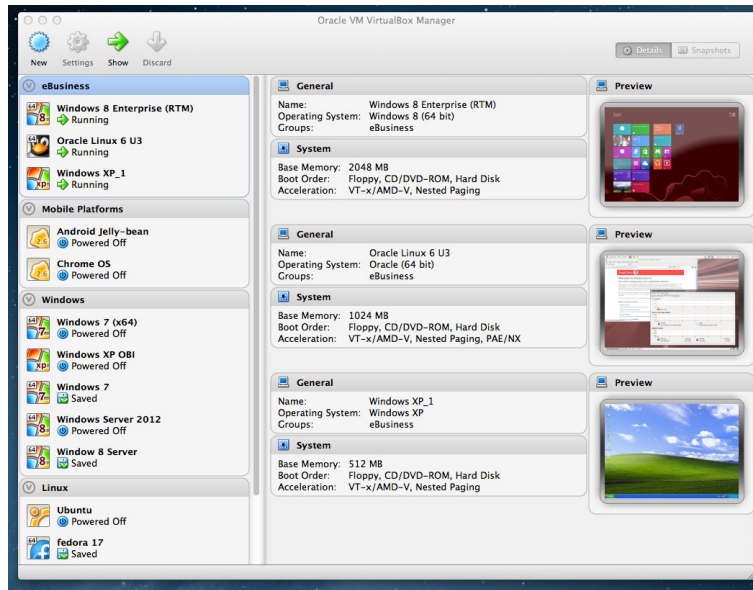 Oracle VM VirtualBox Manager
New Settings Show Discard
Details Snapshots
eBusiness
Windows 8 Enterprise (RTM)
Running
Oracle Linux 6 U3
Running
Windows XP_1
Running
Mobile Platforms
Android Jelly-bean
Powered Off
Chrome OS
Powered Off
Windows
Windows 7 (x64)
Powered Off
Windows XP OBI
Powered Off
Windows 7
Saved
Windows Server 2012
Powered Off
Window 8 Server
Saved
Linux
Ubuntu
Powered Off
fedora 17
Saved
General
Name: Windows 8 Enterprise (RTM)
Operating System: Windows 8 (64 bit)
Groups: eBusiness
System
Base Memory: 2048 MB
Boot Order: Floppy, CD/DVD-ROM, Hard Disk
Acceleration: VT-x/AMD-V, Nested Paging
Preview
Start
General
Name: Oracle Linux 6 U3
Operating System: Oracle (64 bit)
Groups: eBusiness
System
Base Memory: 1024 MB
Boot Order: Floppy, CD/DVD-ROM, Hard Disk
Acceleration: VT-x/AMD-V, Nested Paging, PAE/NX
Preview
General
Name: Windows XP_1
Operating System: Windows XP
Groups: eBusiness
System
Base Memory: 512 MB
Boot Order: Floppy, CD/DVD-ROM, Hard Disk
Acceleration: VT-x/AMD-V, Nested Paging
Preview